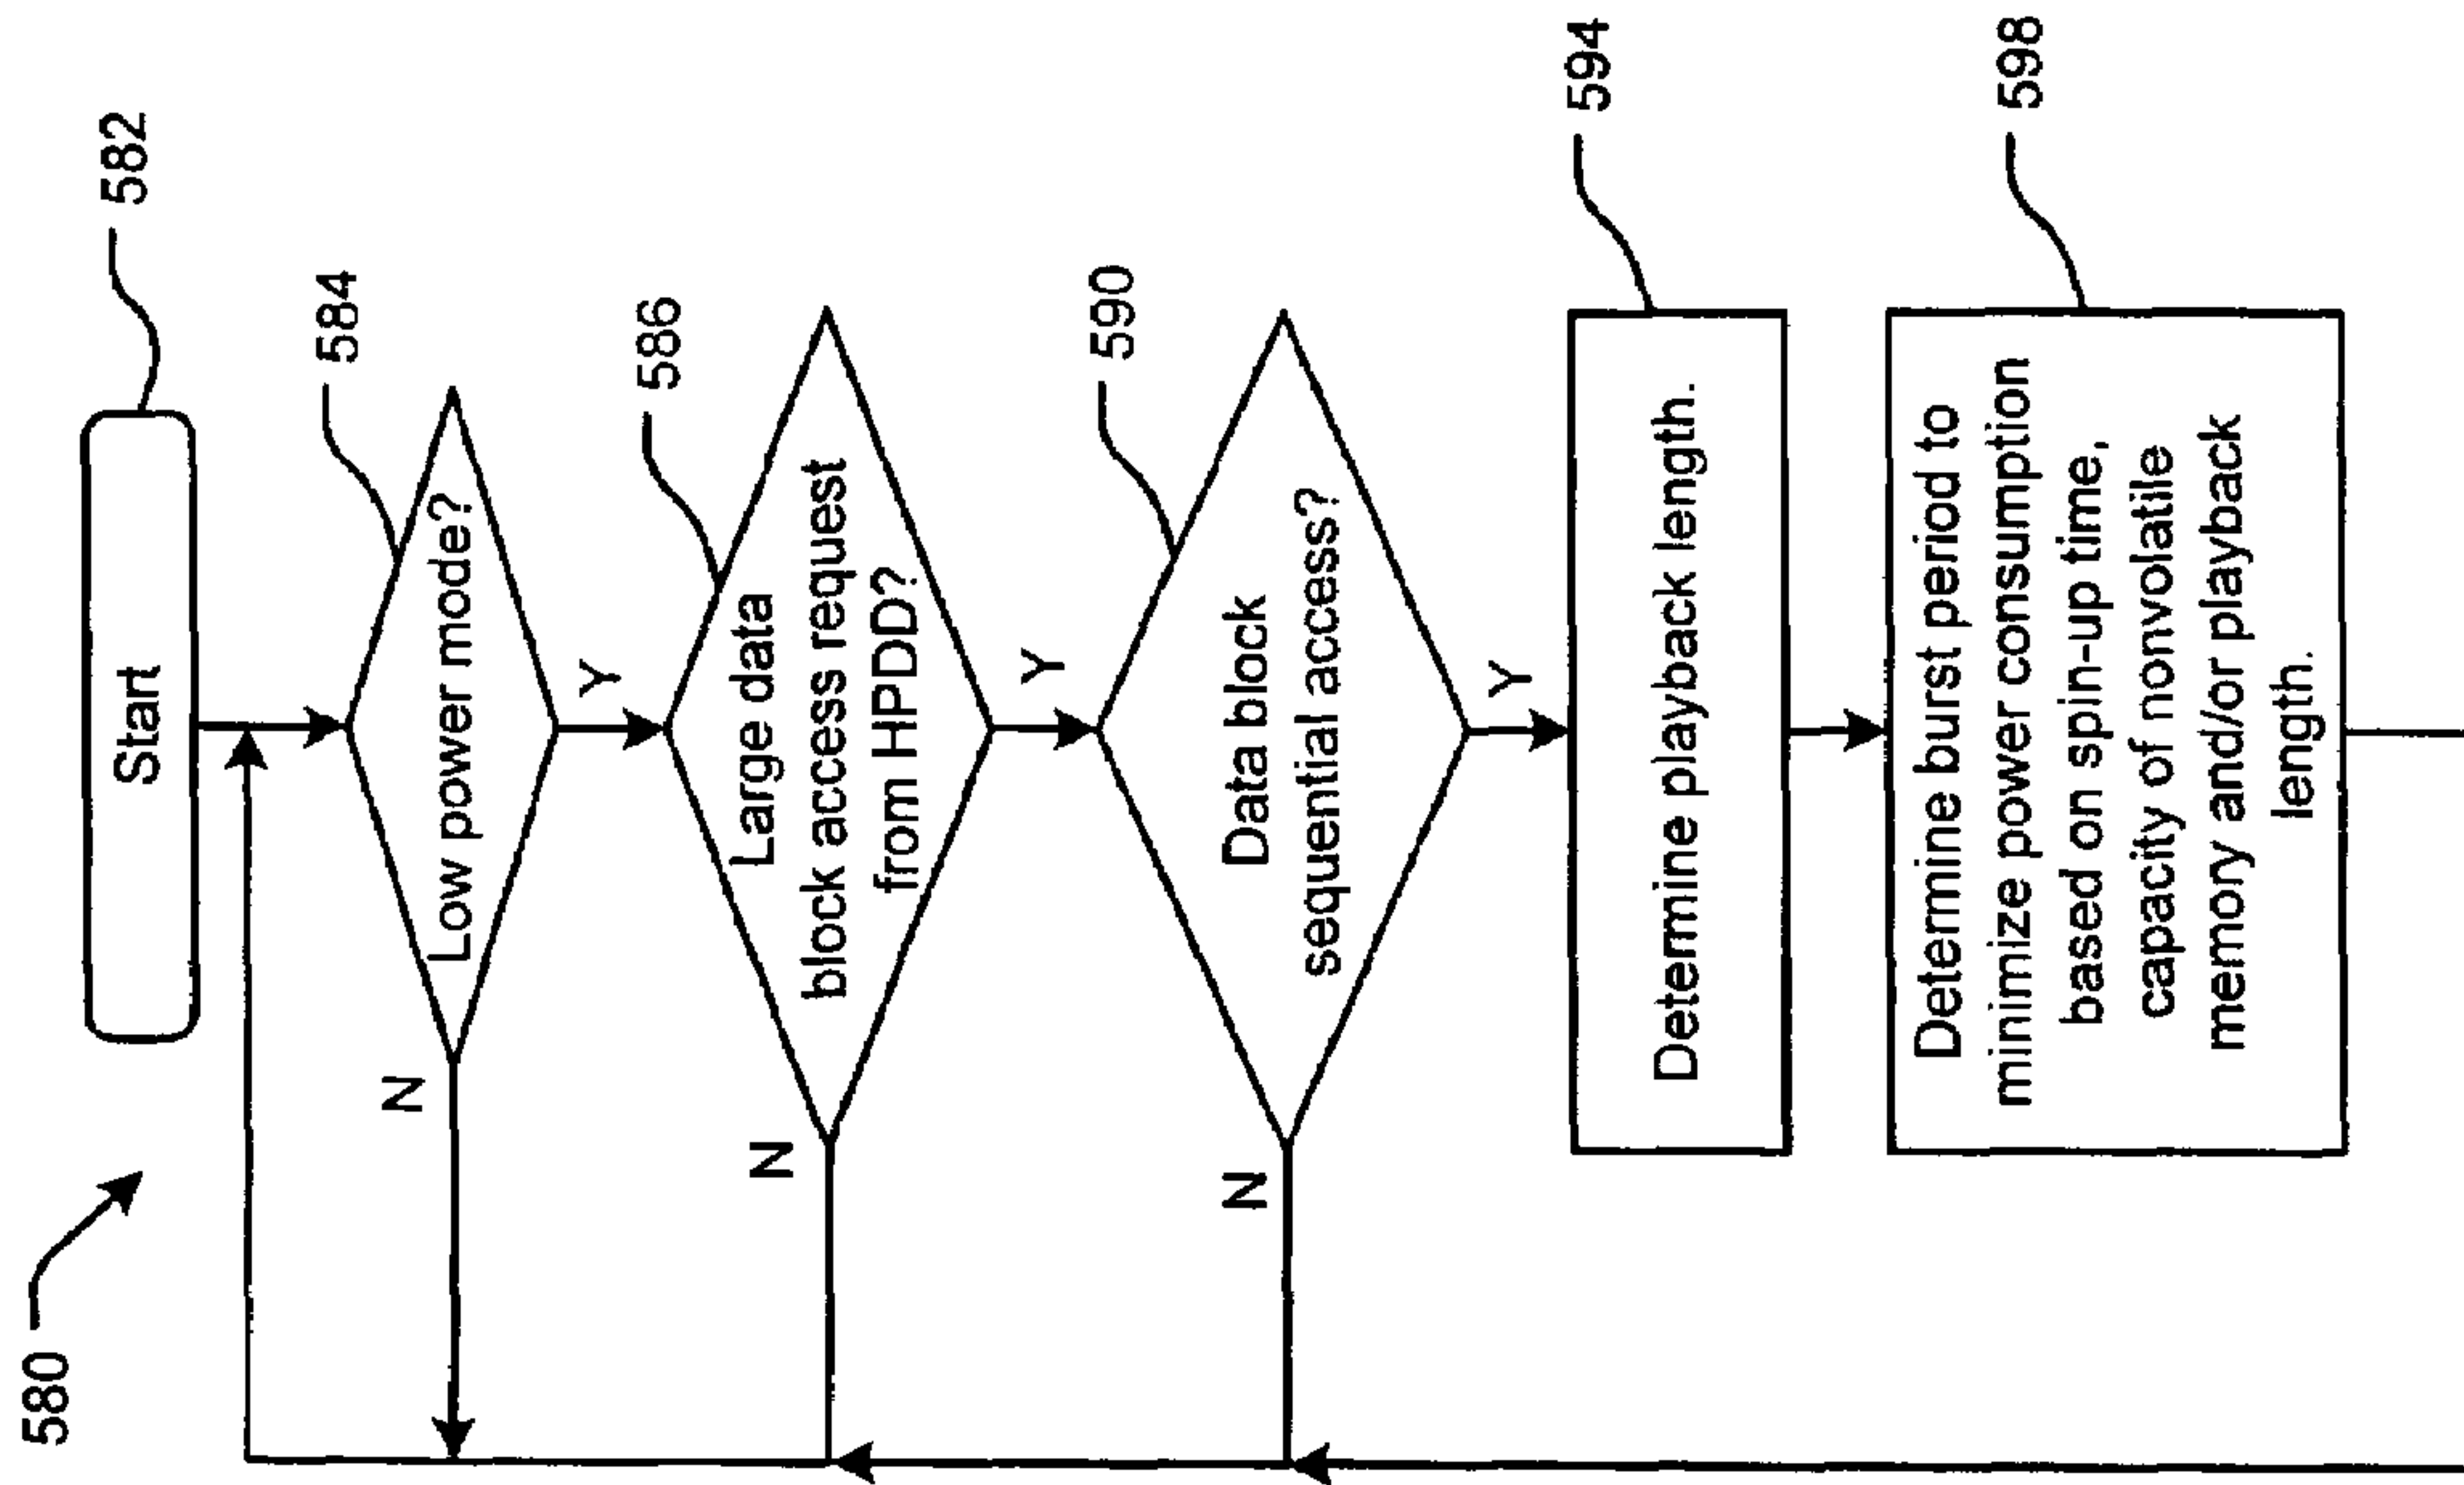 580
Start
582
Low power mode?
584
N
Y
Large data
block access request
from HPDD?
586
N
Y
Data block
sequential access?
590
N
Y
Determine playback length.
594
Determine burst period to
minimize power consumption
based on spin-up time,
capacity of nonvolatile
memory and/or playback
length.
598